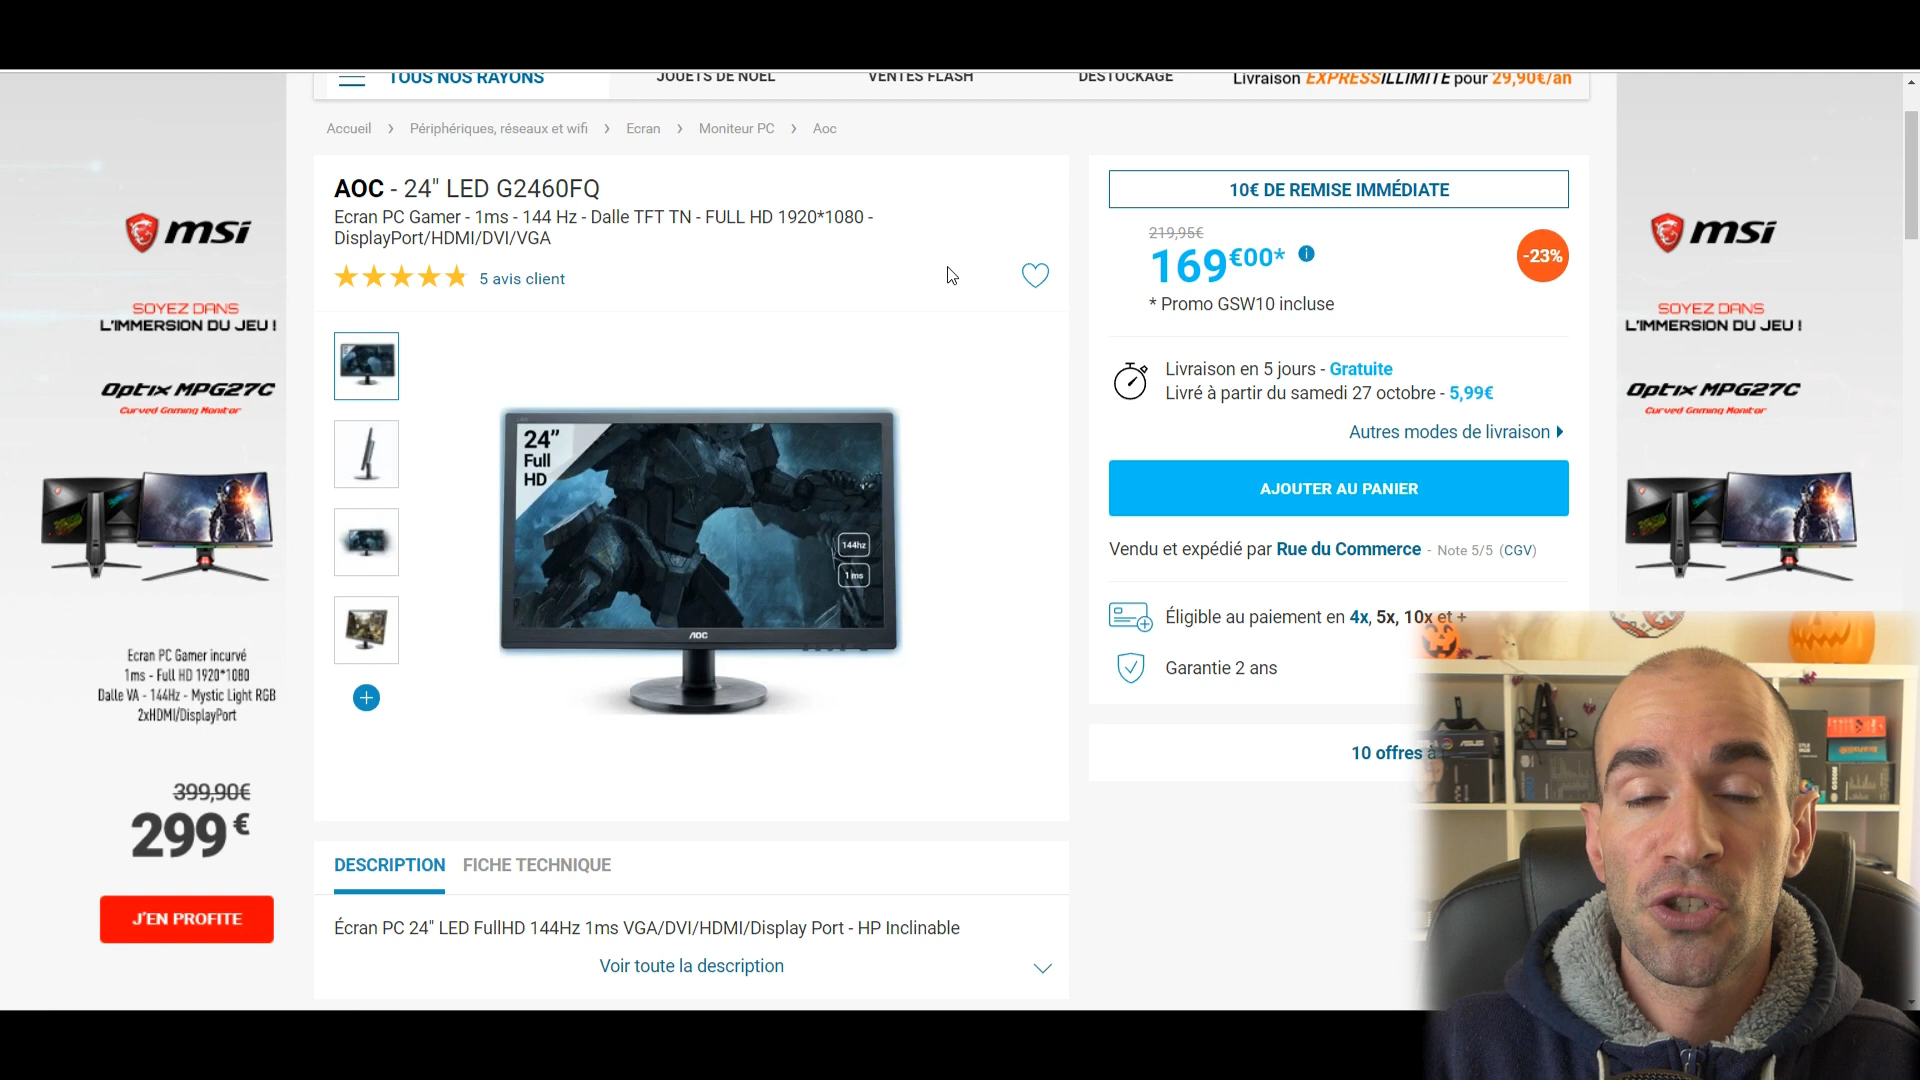 TOUS NOS RAYONS
JOUETS DE NOËL
VENTES FLASH
DÉSTOCKAGE
Livraison EXPRESS ILLIMITÉ pour 29,90€/an
Accueil > Périphériques, réseaux et wifi > Ecran > Moniteur PC > Aoc
AOC - 24" LED G2460FQ
Ecran PC Gamer - 1ms - 144 Hz - Dalle TFT TN - FULL HD 1920*1080 -
DisplayPort/HDMI/DVI/VGA
5 avis client
24”
Full
HD
144hz
1 ms
AOC
DESCRIPTION
FICHE TECHNIQUE
Écran PC 24" LED FullHD 144Hz 1ms VGA/DVI/HDMI/Display Port - HP Inclinable
Voir toute la description
10€ DE REMISE IMMÉDIATE
219,95€
169€00*
-23%
* Promo GSW10 incluse
Livraison en 5 jours - Gratuite
Livré à partir du samedi 27 octobre - 5,99€
Autres modes de livraison
AJOUTER AU PANIER
Vendu et expédié par Rue du Commerce - Note 5/5 (CGV)
Éligible au paiement en 4x, 5x, 10x et +
Garantie 2 ans
10 offres à
msi
SOYEZ DANS
L'IMMERSION DU JEU !
Optix MPG27C
Curved Gaming Monitor
Ecran PC Gamer incurvé
1ms - Full HD 1920*1080
Dalle VA - 144Hz - Mystic Light RGB
2xHDMI/DisplayPort
399,90€
299€
J'EN PROFITE
msi
SOYEZ DANS
L'IMMERSION DU JEU !
Optix MPG27C
Curved Gaming Monitor
ASUS